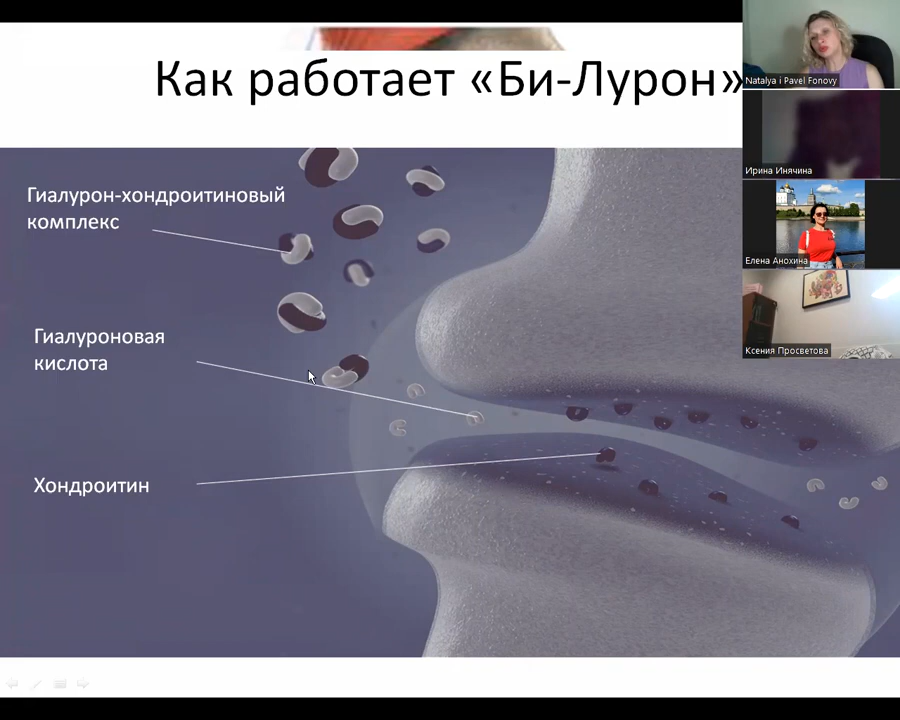 Как работает «Би-Лурон»
Гиалурон-хондроитиновый
комплекс
Гиалуроновая
кислота
Хондроитин
Natalya i Pavel Fonovy
Ирина Инячина
Елена Анохина
Ксения Просветова